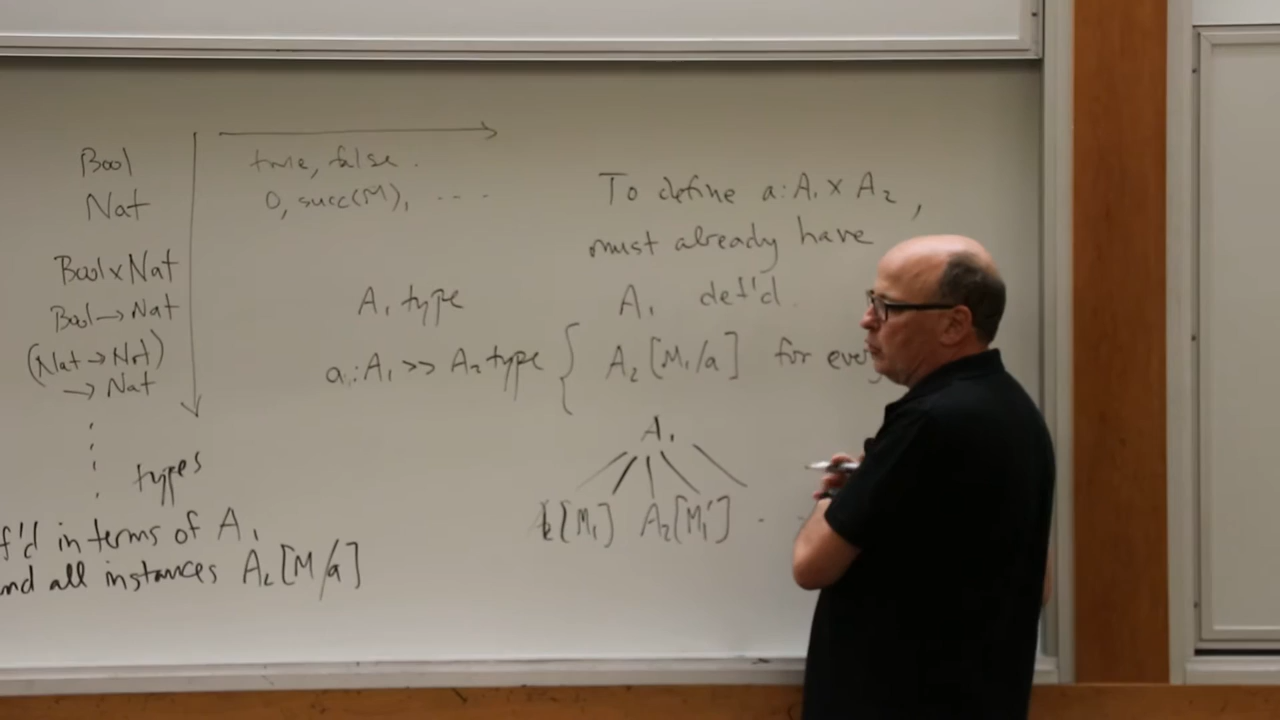 Bool
Nat
Bool×Nat
Bool→Nat
(Nat→Nat)
→ Nat
types
f'd in terms of A₁
nd all instances A₂[M/a]
true, false.
0, succ(M), ....
A₁ type
a:A₁ >> A₂ type
To define a:A₁ × A₂,
must already have
A₁ def'd
A₂[M₁/a] for every
A₁
[M₁] A₂[M₁'] ..